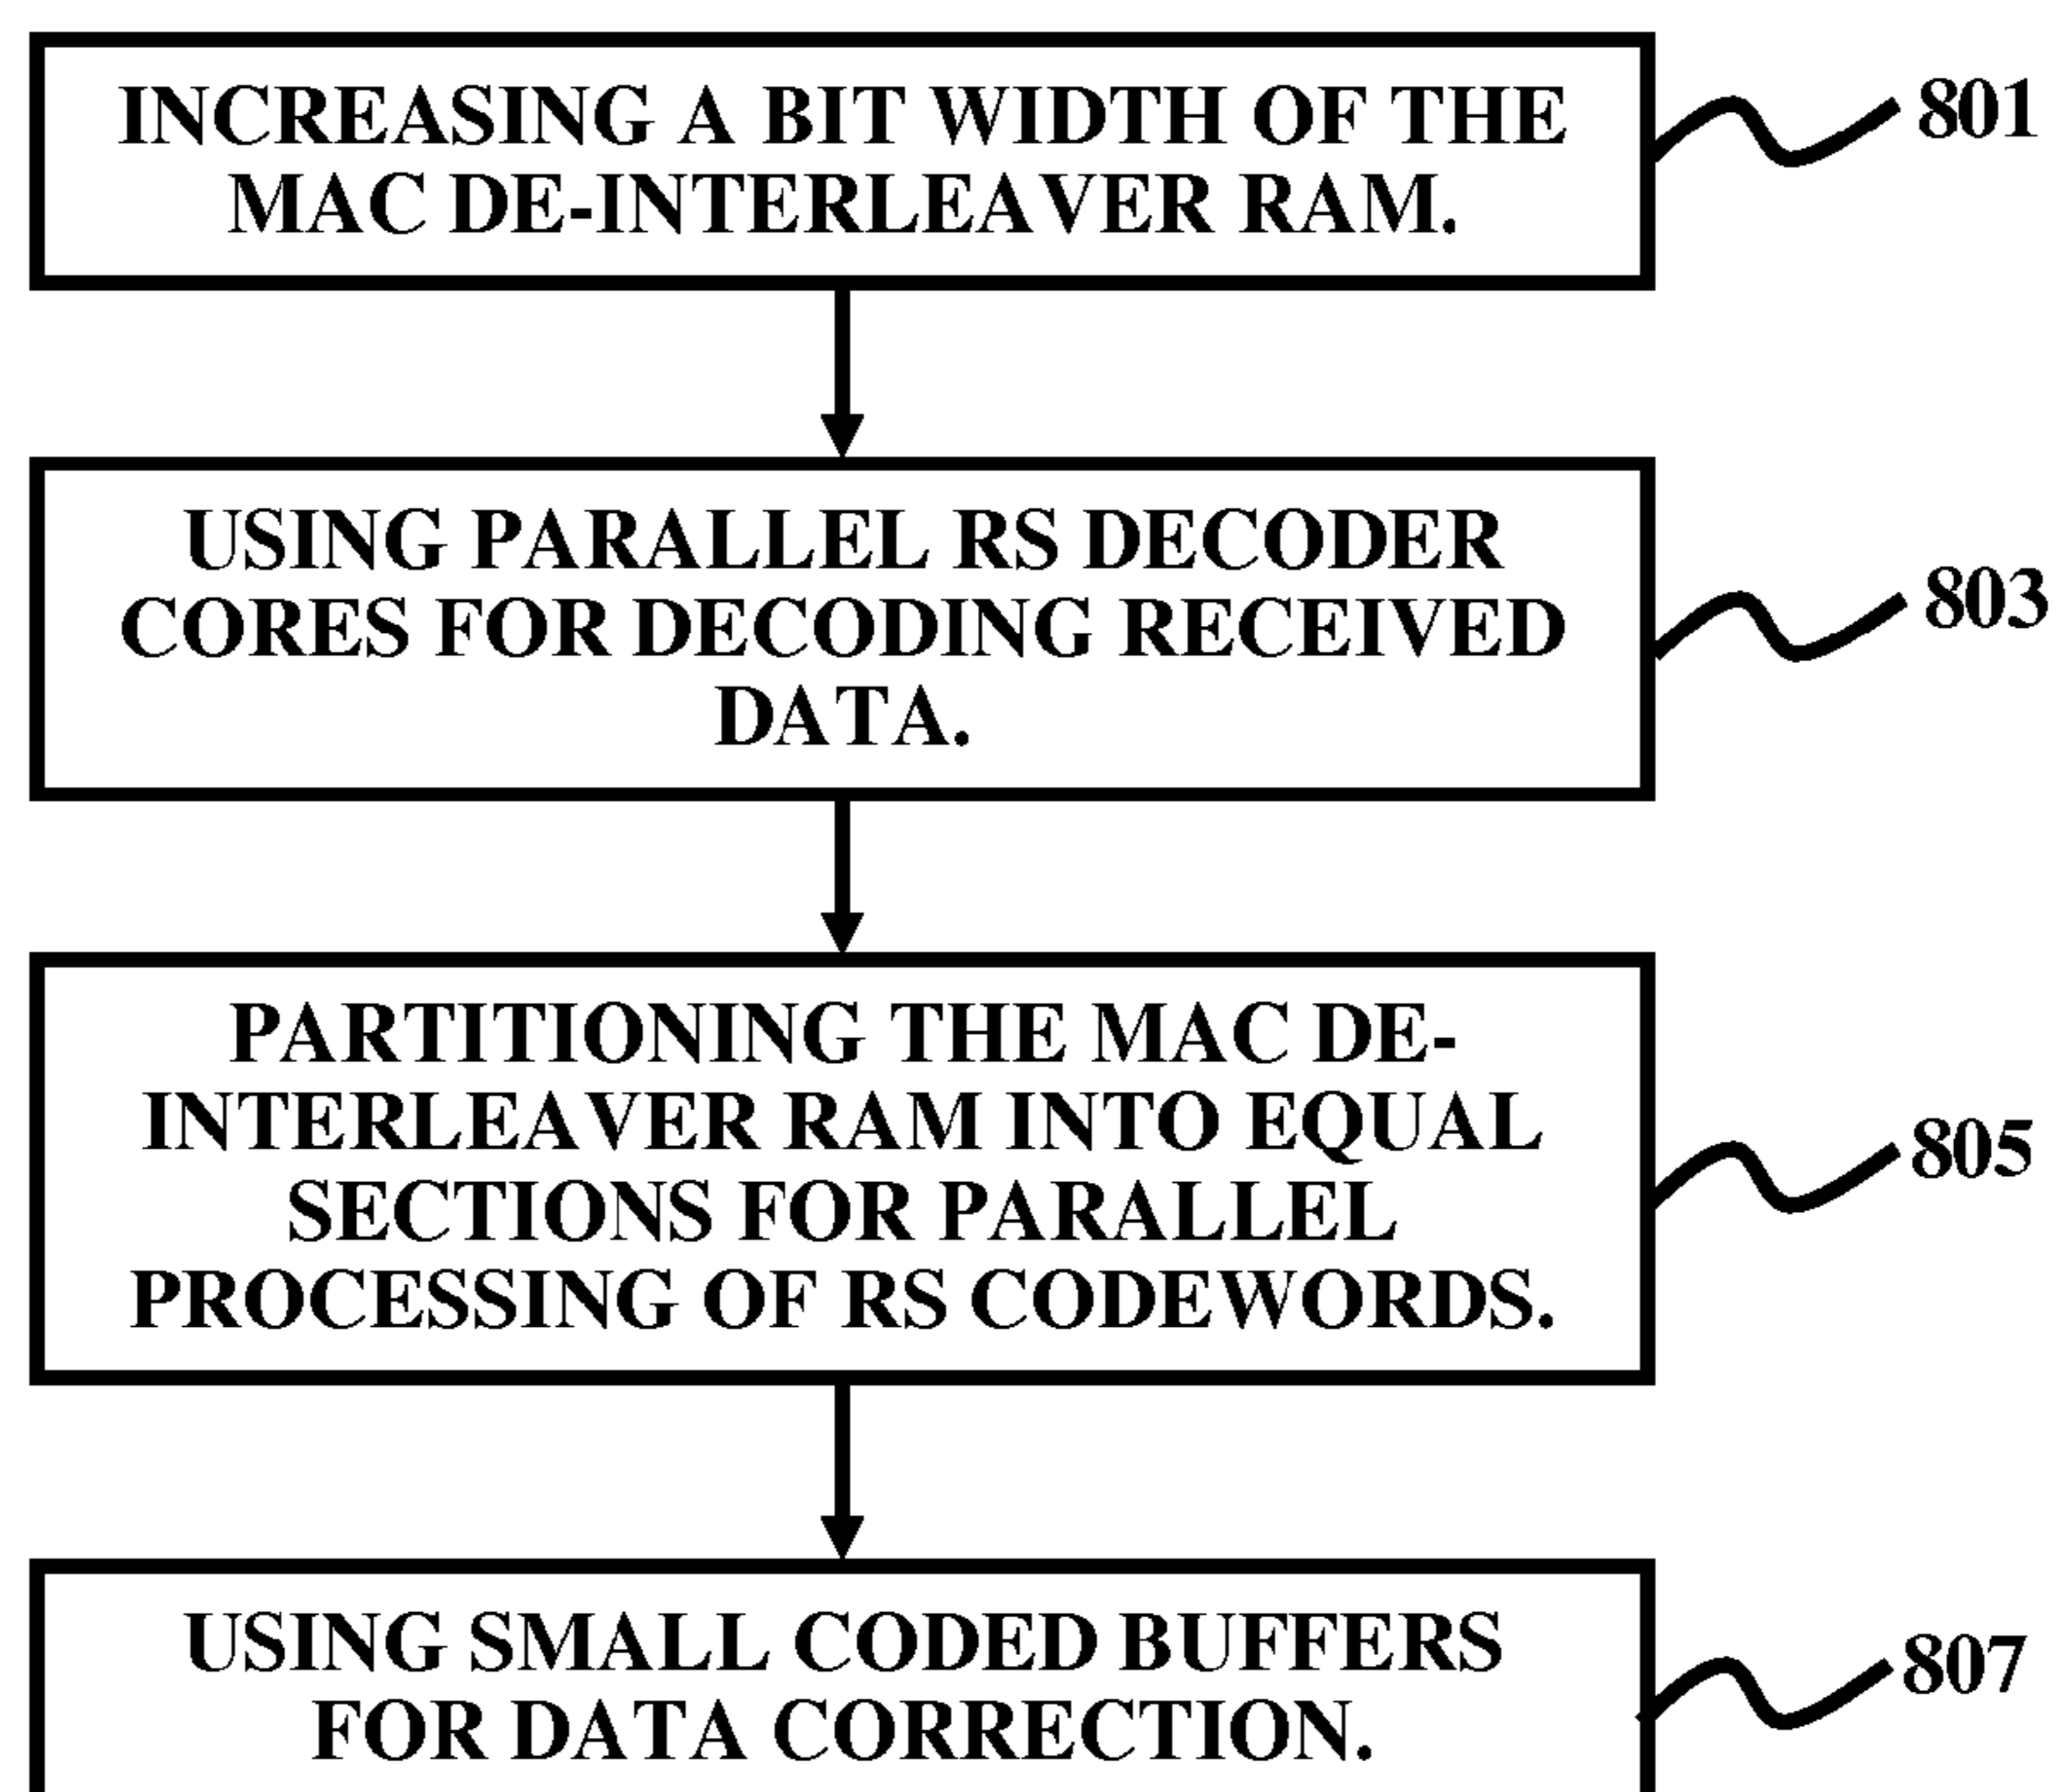 INCREASING A BIT WIDTH OF THE
MAC DE-INTERLEAVER RAM.
801
USING PARALLEL RS DECODER
CORES FOR DECODING RECEIVED
DATA.
803
PARTITIONING THE MAC DE-
INTERLEAVER RAM INTO EQUAL
SECTIONS FOR PARALLEL
PROCESSING OF RS CODEWORDS.
805
USING SMALL CODED BUFFERS
FOR DATA CORRECTION.
807